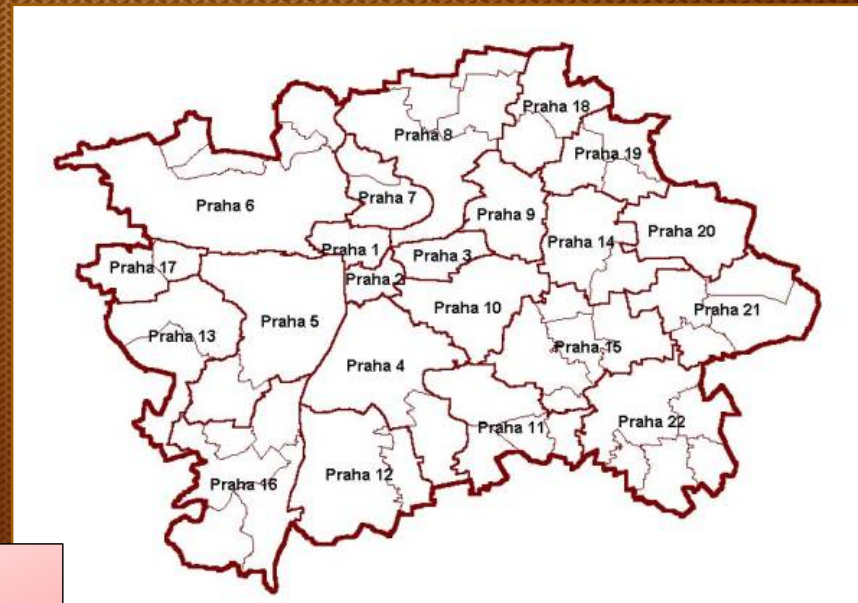 Praha 18
Praha 8
Praha 19
Praha 7
Praha 6
Praha 9
Praha 20
Praha 14
Praha 1
Praha 3
Praha 17
Praha 2
Praha 10
Praha 21
Praha 5
Praha 13
Praha 15
Praha 4
Praha 22
Praha 11
Praha 12
Praha 16